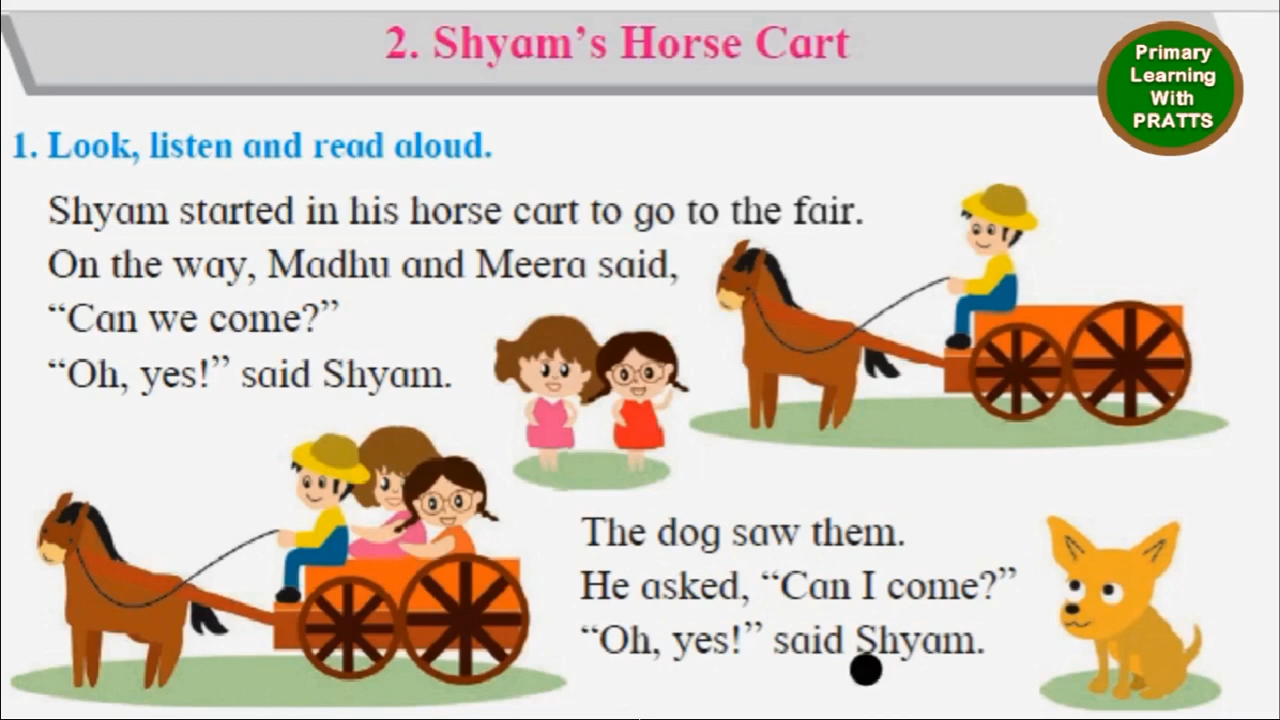 2. Shyam’s Horse Cart
Primary
Learning
With
PRATTS
1. Look, listen and read aloud.
Shyam started in his horse cart to go to the fair.
On the way, Madhu and Meera said,
“Can we come?”
“Oh, yes!” said Shyam.
The dog saw them.
He asked, “Can I come?”
“Oh, yes!” said Shyam.